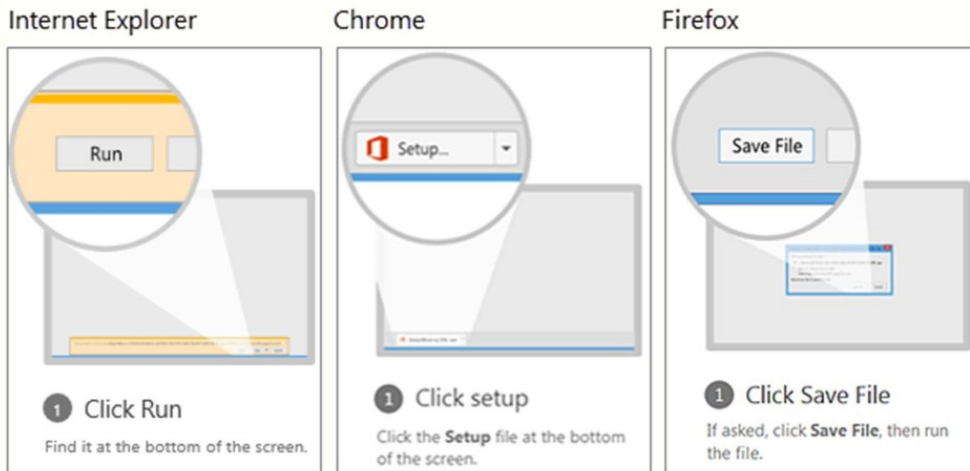 Internet Explorer
Run
1 Click Run
Find it at the bottom of the screen.
Chrome
Setup...
1 Click setup
Click the Setup file at the bottom
of the screen.
Firefox
Save File
1 Click Save File
If asked, click Save File, then run
the file.